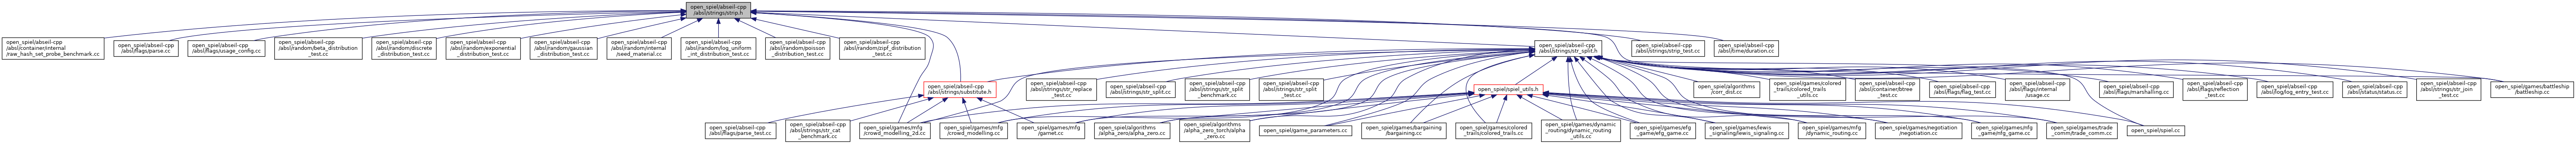 open_spiel/abseil-cpp
/absl/strings/strip.h
open_spiel/abseil-cpp
/absl/container/internal
/raw_hash_set_probe_benchmark.cc
open_spiel/abseil-cpp
/absl/flags/parse.cc
open_spiel/abseil-cpp
/absl/flags/usage_config.cc
open_spiel/abseil-cpp
/absl/random/beta_distribution
_test.cc
open_spiel/abseil-cpp
/absl/random/discrete
_distribution_test.cc
open_spiel/abseil-cpp
/absl/random/exponential
_distribution_test.cc
open_spiel/abseil-cpp
/absl/random/gaussian
_distribution_test.cc
open_spiel/abseil-cpp
/absl/random/internal
/seed_material.cc
open_spiel/abseil-cpp
/absl/random/log_uniform
_int_distribution_test.cc
open_spiel/abseil-cpp
/absl/random/poisson
_distribution_test.cc
open_spiel/abseil-cpp
/absl/random/zipf_distribution
_test.cc
open_spiel/abseil-cpp
/absl/strings/str_split.h
open_spiel/abseil-cpp
/absl/strings/strip_test.cc
open_spiel/abseil-cpp
/absl/time/duration.cc
open_spiel/abseil-cpp
/absl/strings/substitute.h
open_spiel/abseil-cpp
/absl/strings/str_replace
_test.cc
open_spiel/abseil-cpp
/absl/strings/str_split.cc
open_spiel/abseil-cpp
/absl/strings/str_split
_benchmark.cc
open_spiel/abseil-cpp
/absl/strings/str_split
_test.cc
open_spiel/spiel_utils.h
open_spiel/algorithms
/corr_dist.cc
open_spiel/games/colored
_trails/colored_trails
_utils.cc
open_spiel/abseil-cpp
/absl/container/btree
_test.cc
open_spiel/abseil-cpp
/absl/flags/flag_test.cc
open_spiel/abseil-cpp
/absl/flags/internal
/usage.cc
open_spiel/abseil-cpp
/absl/flags/marshalling.cc
open_spiel/abseil-cpp
/absl/flags/reflection
_test.cc
open_spiel/abseil-cpp
/absl/log/log_entry_test.cc
open_spiel/abseil-cpp
/absl/status/status.cc
open_spiel/abseil-cpp
/absl/strings/str_join
_test.cc
open_spiel/games/battleship
/battleship.cc
open_spiel/abseil-cpp
/absl/flags/parse_test.cc
open_spiel/abseil-cpp
/absl/strings/str_cat
_benchmark.cc
open_spiel/games/mfg
/crowd_modelling_2d.cc
open_spiel/games/mfg
/crowd_modelling.cc
open_spiel/games/mfg
/garnet.cc
open_spiel/algorithms
/alpha_zero/alpha_zero.cc
open_spiel/algorithms
/alpha_zero_torch/alpha
_zero.cc
open_spiel/game_parameters.cc
open_spiel/games/bargaining
/bargaining.cc
open_spiel/games/colored
_trails/colored_trails.cc
open_spiel/games/dynamic
_routing/dynamic_routing
_utils.cc
open_spiel/games/efg
_game/efg_game.cc
open_spiel/games/lewis
_signaling/lewis_signaling.cc
open_spiel/games/mfg
/dynamic_routing.cc
open_spiel/games/negotiation
/negotiation.cc
open_spiel/games/nfg
_game/nfg_game.cc
open_spiel/games/trade
_comm/trade_comm.cc
open_spiel/spiel.cc